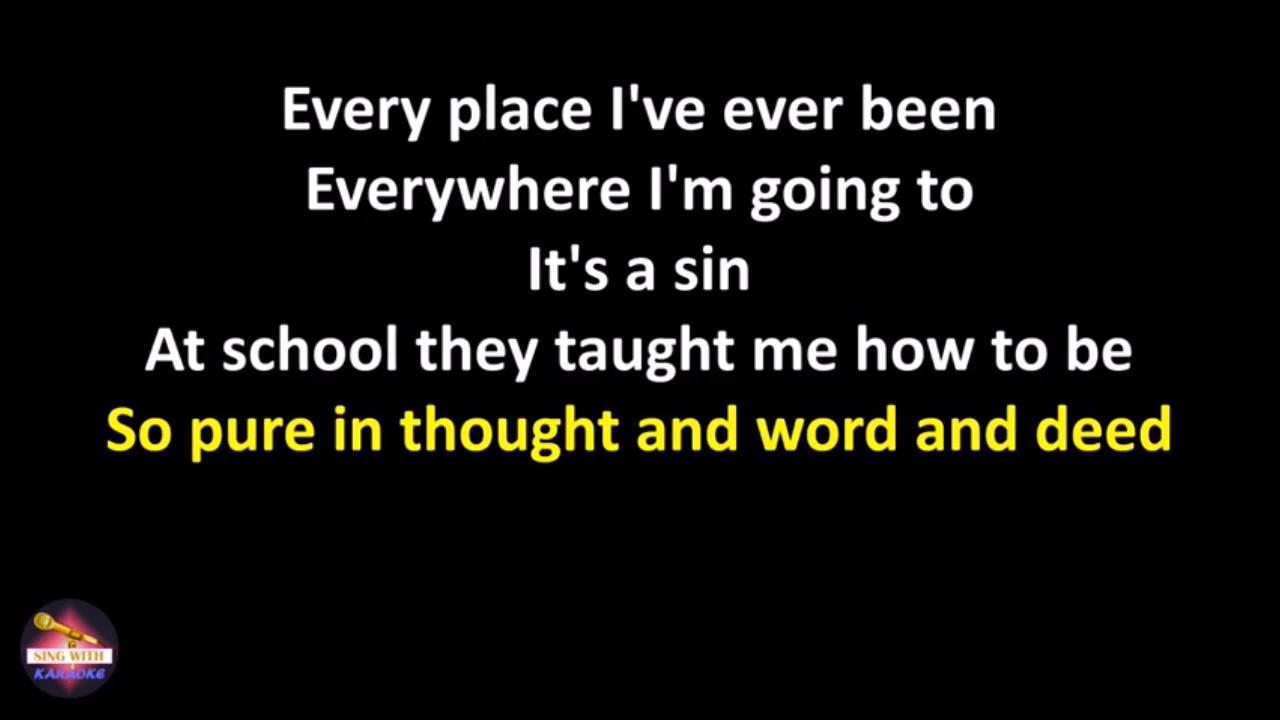 Every place I've ever been
Everywhere I'm going to
It's a sin
At school they taught me how to be
So pure in thought and word and deed
SING WITH
KARAOKE